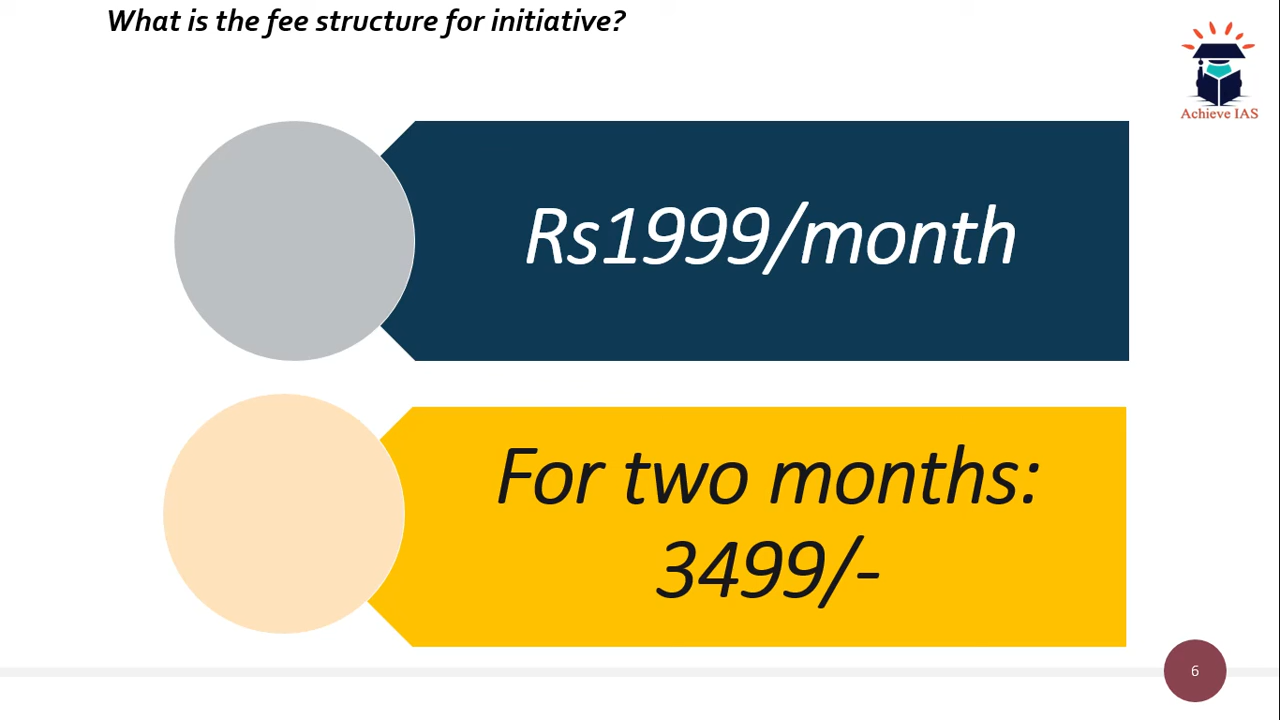 What is the fee structure for initiative?
Achieve IAS
Rs1999/month
For two months:
3499/-
6